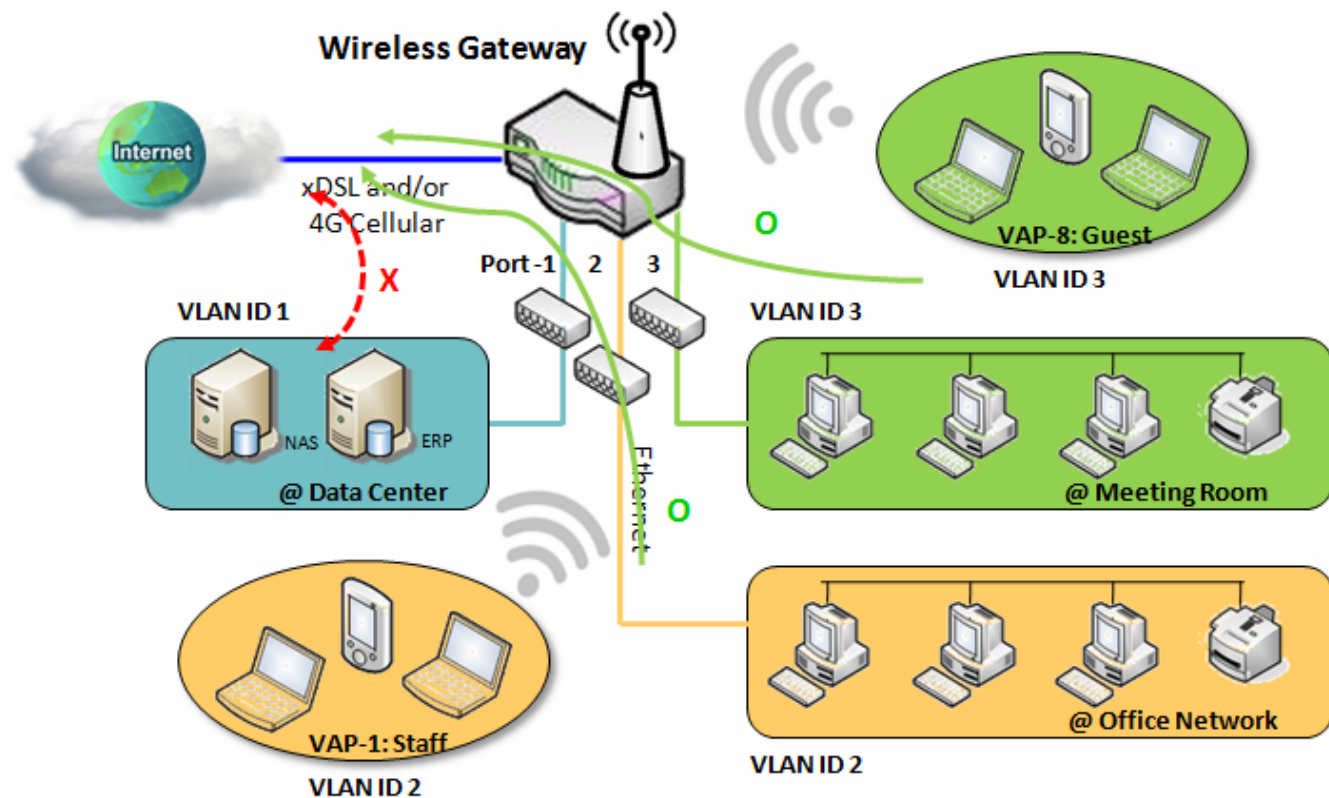 Wireless Gateway
Internet
xDSL and/or
4G Cellular
O
VAP-8: Guest
VLAN ID 3
Port -1
2
3
X
VLAN ID 1
VLAN ID 3
NAS
ERP
@ Data Center
Ethernet
O
@ Meeting Room
VAP-1: Staff
VLAN ID 2
@ Office Network
VLAN ID 2